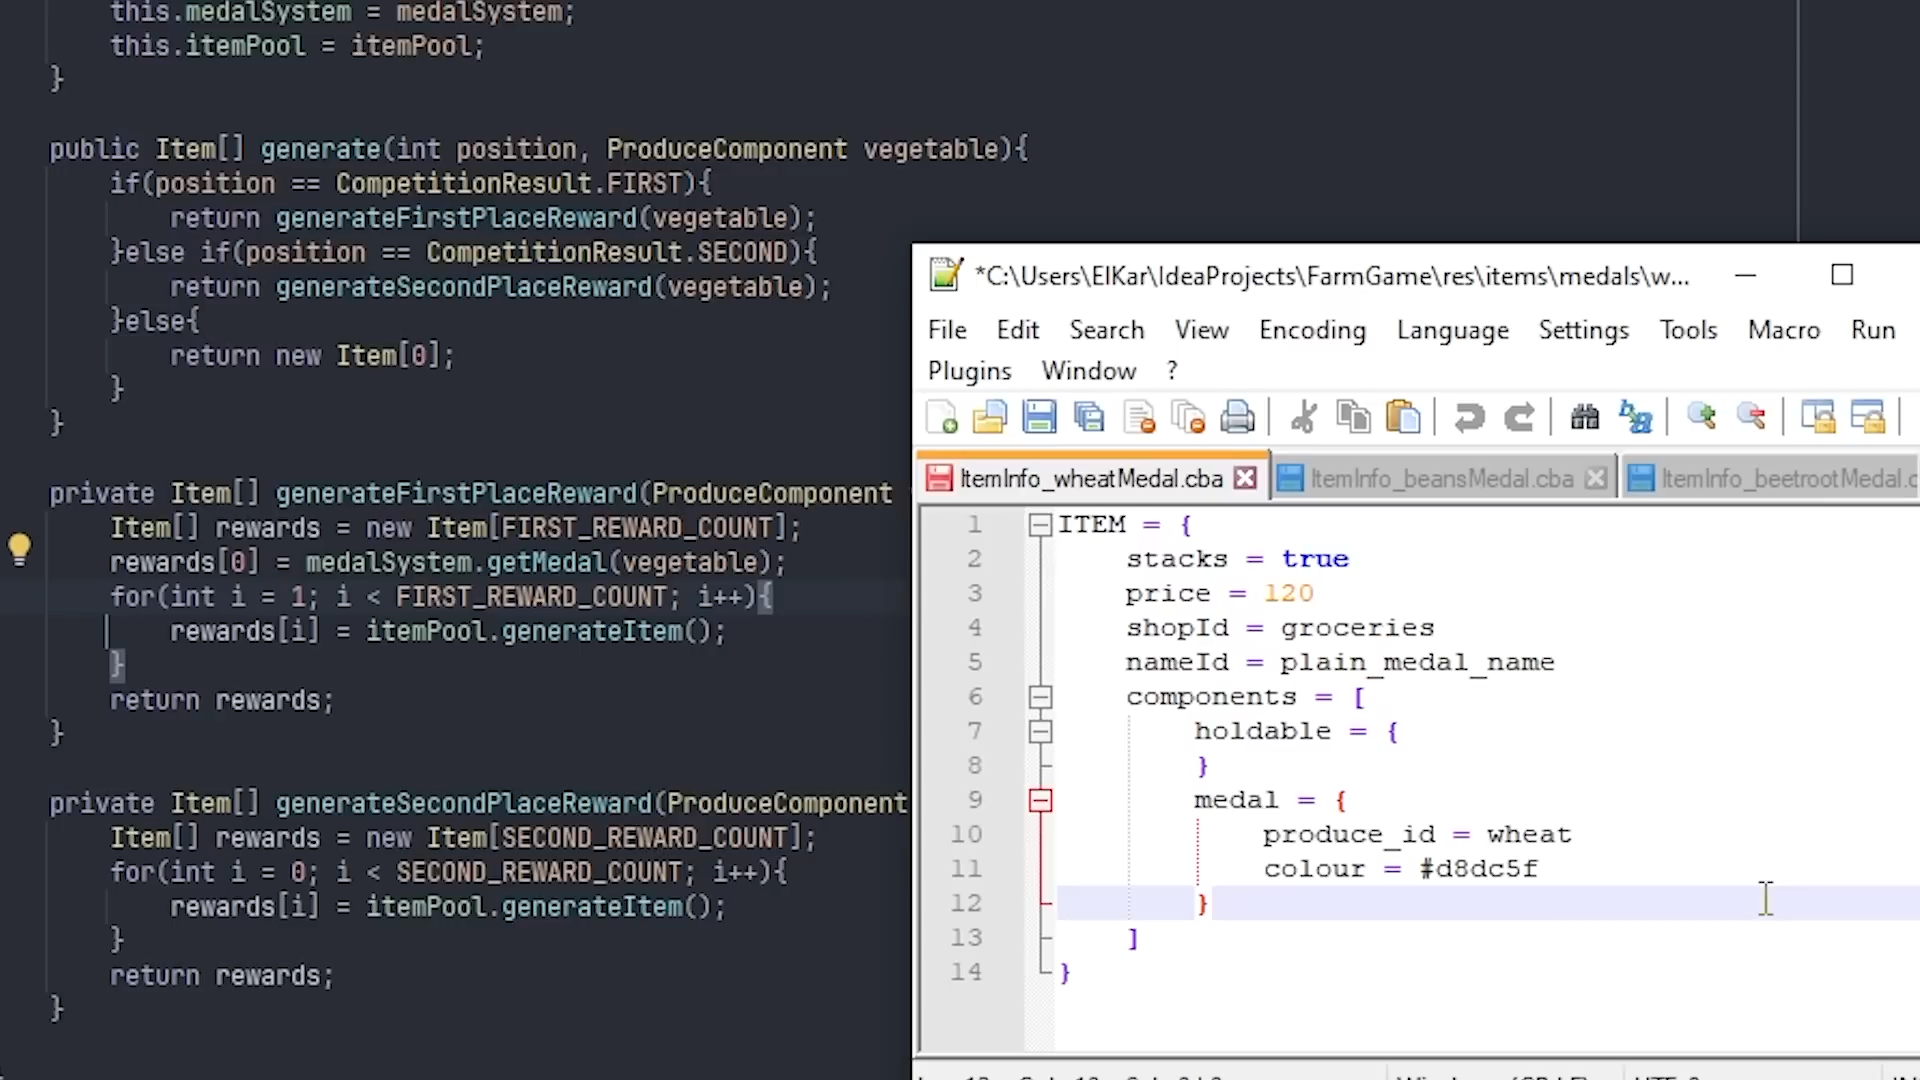 this.medalSystem = medalSystem;
this.itemPool = itemPool;
}
public Item[] generate(int position, ProduceComponent vegetable){
if(position == CompetitionResult.FIRST){
return generateFirstPlaceReward(vegetable);
}else if(position == CompetitionResult.SECOND){
return generateSecondPlaceReward(vegetable);
}else{
return new Item[0];
}
}
private Item[] generateFirstPlaceReward(ProduceComponent
Item[] rewards = new Item[FIRST_REWARD_COUNT];
rewards[0] = medalSystem.getMedal(vegetable);
for(int i = 1; i < FIRST_REWARD_COUNT; i++){
rewards[i] = itemPool.generateItem();
}
return rewards;
}
private Item[] generateSecondPlaceReward(ProduceComponent
Item[] rewards = new Item[SECOND_REWARD_COUNT];
for(int i = 0; i < SECOND_REWARD_COUNT; i++){
rewards[i] = itemPool.generateItem();
}
return rewards;
}
*C:\Users\ElKar\IdeaProjects\FarmGame\res\items\medals\w...
File Edit Search View Encoding Language Settings Tools Macro Run
Plugins Window ?
ItemInfo_wheatMedal.cba ItemInfo_beansMedal.cba ItemInfo_beetrootMedal.c
1 ITEM = {
2 stacks = true
3 price = 120
4 shopId = groceries
5 nameId = plain_medal_name
6 components = [
7 holdable = {
8 }
9 medal = {
10 produce_id = wheat
11 colour = #d8dc5f
12 }
13 ]
14 }